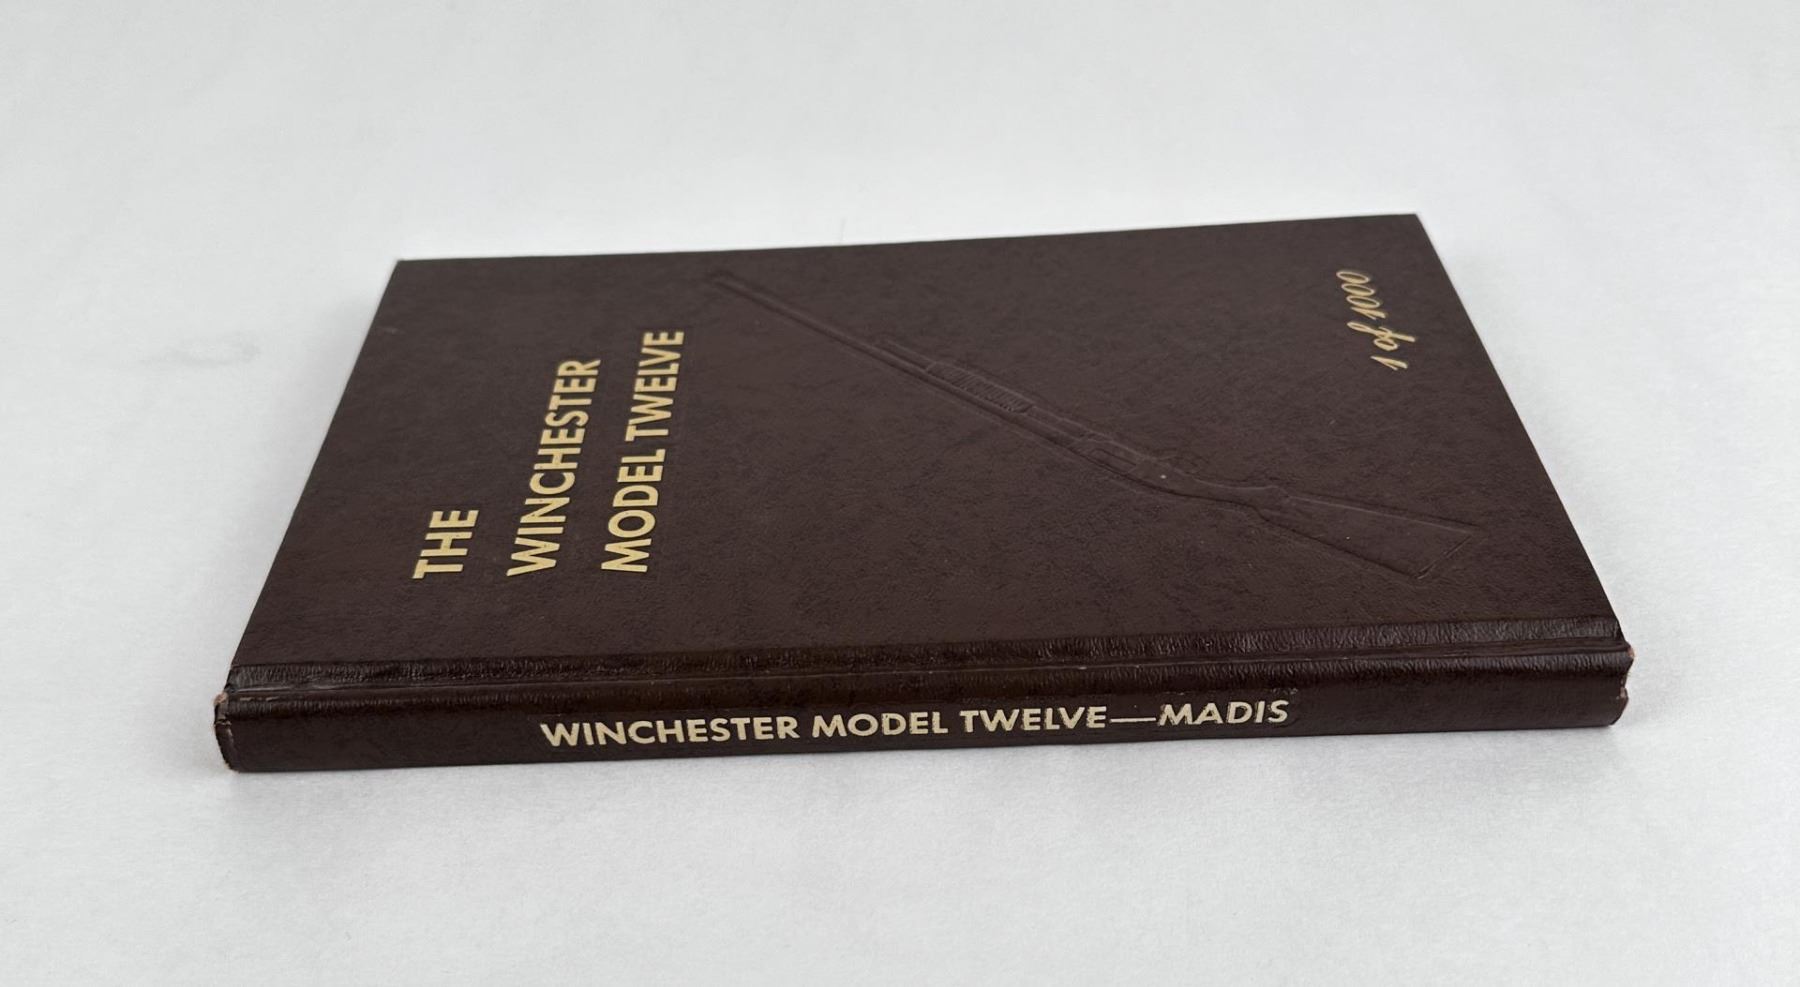 THE
WINCHESTER
MODEL TWELVE
1 of 1000
WINCHESTER MODEL TWELVE—MADIS